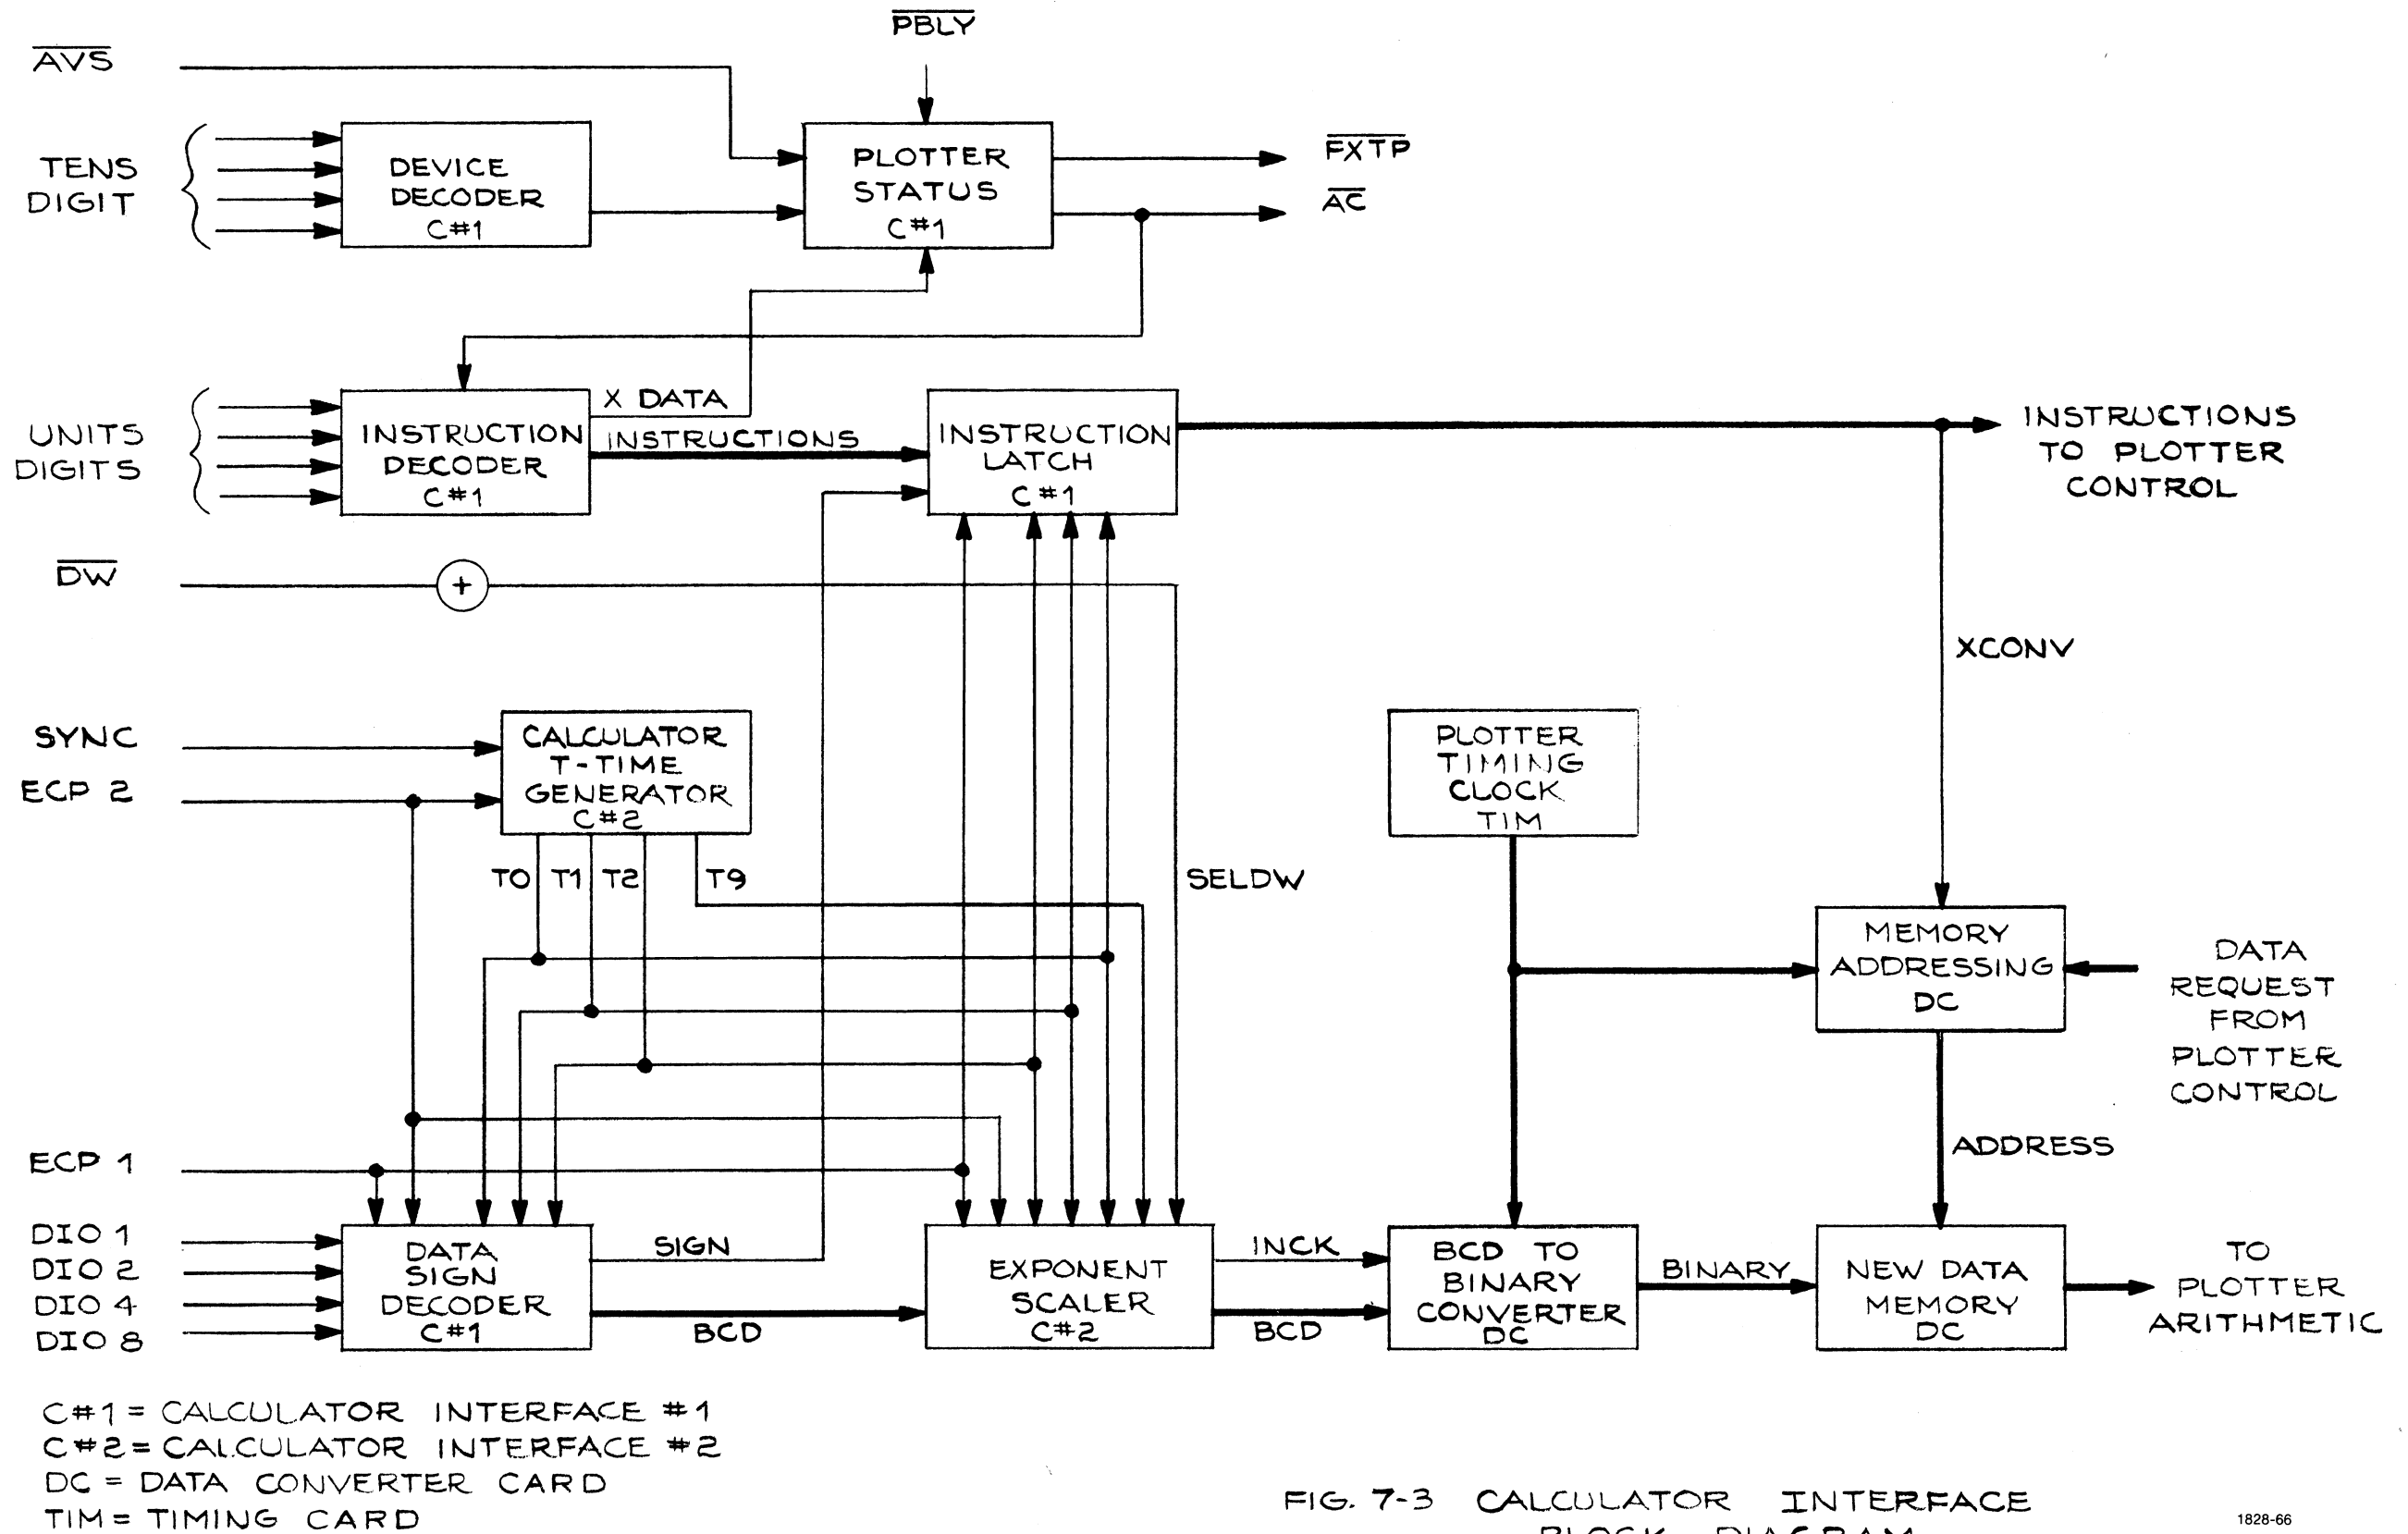 PBLY
AVS
TENS
DIGIT
DEVICE
DECODER
C#1
PLOTTER
STATUS
C#1
FXTP
AC
UNITS
DIGITS
INSTRUCTION
DECODER
C#1
X DATA
INSTRUCTIONS
INSTRUCTION
LATCH
C#1
INSTRUCTIONS
TO PLOTTER
CONTROL
DW
+
XCONV
SYNC
ECP 2
CALCULATOR
T-TIME
GENERATOR
C#2
PLOTTER
TIMING
CLOCK
TIM
T0 T1 T2 T9
SELDW
MEMORY
ADDRESSING
DC
DATA
REQUEST
FROM
PLOTTER
CONTROL
ADDRESS
ECP 1
DIO 1
DIO 2
DIO 4
DIO 8
DATA
SIGN
DECODER
C#1
SIGN
BCD
EXPONENT
SCALER
C#2
INCK
BCD
BCD TO
BINARY
CONVERTER
DC
BINARY
NEW DATA
MEMORY
DC
TO
PLOTTER
ARITHMETIC
C#1 = CALCULATOR INTERFACE #1
C#2 = CALCULATOR INTERFACE #2
DC = DATA CONVERTER CARD
TIM = TIMING CARD
FIG. 7-3 CALCULATOR INTERFACE
BLOCK DIAGRAM
1828-66